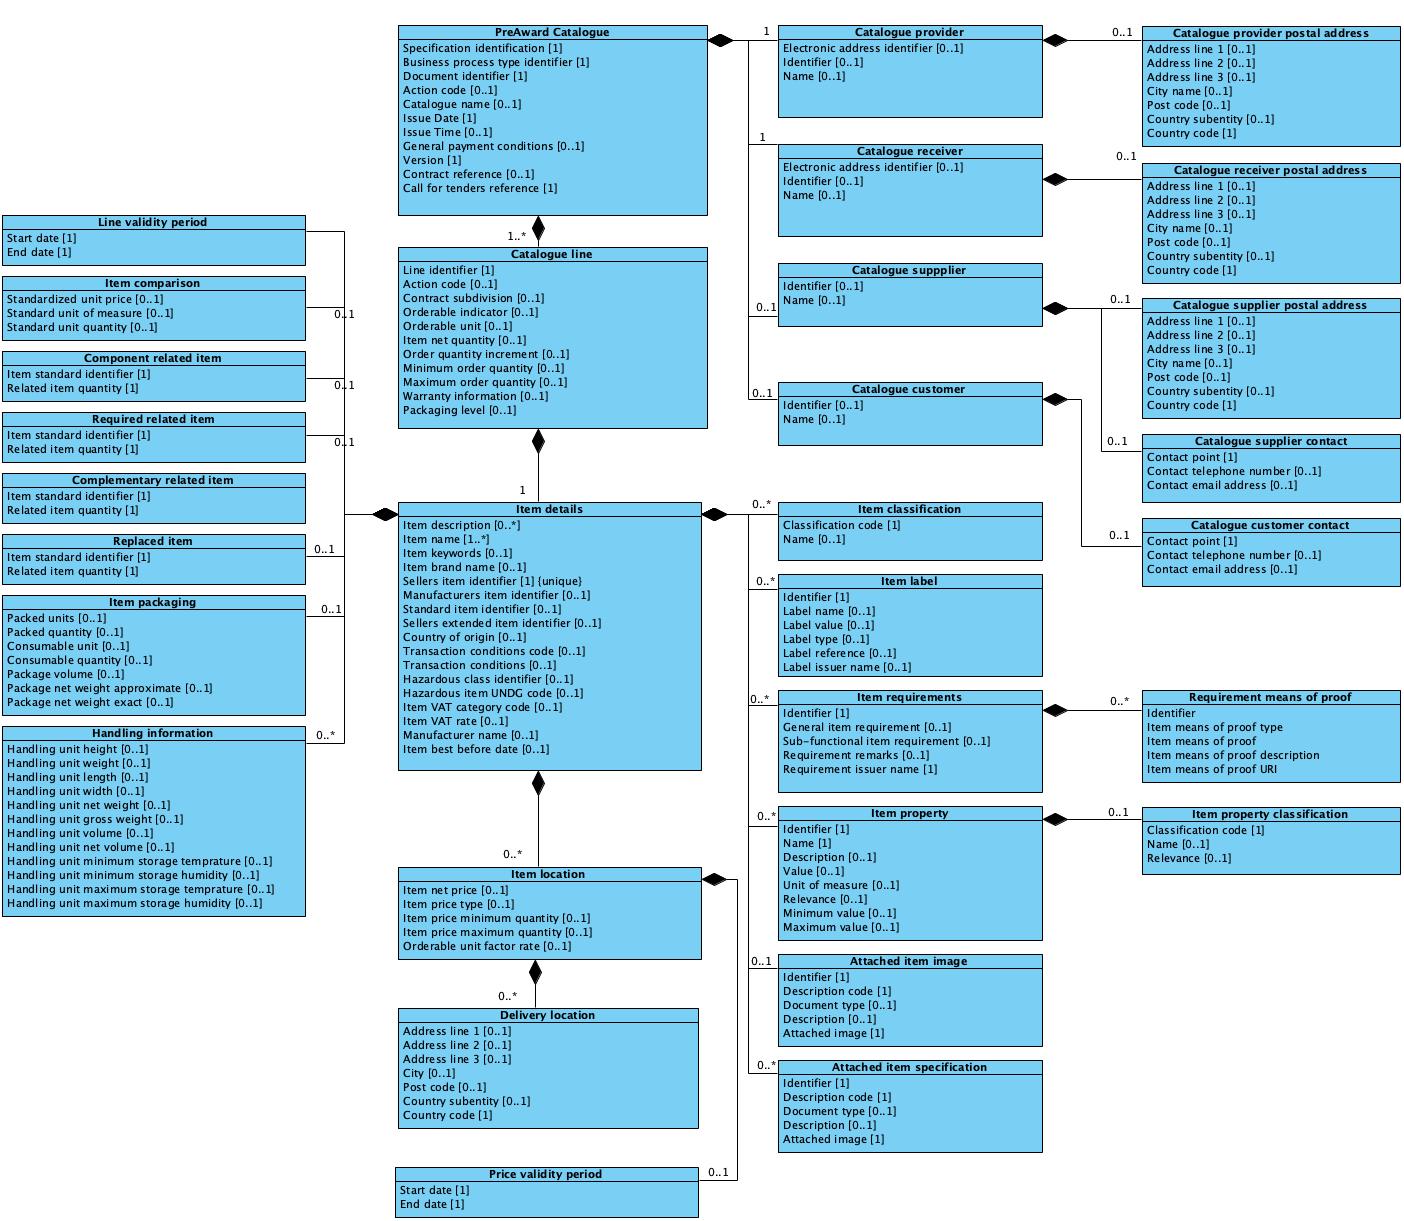 PreAward Catalogue
Specification identification [1]
Business process type identifier [1]
Document identifier [1]
Action code [0..1]
Catalogue name [0..1]
Issue Date [1]
Issue Time [0..1]
General payment conditions [0..1]
Version [1]
Contract reference [0..1]
Call for tenders reference [1]
1..*
Catalogue line
Line identifier [1]
Action code [0..1]
Contract subdivision [0..1]
Orderable indicator [0..1]
Orderable unit [0..1]
Item net quantity [0..1]
Order quantity increment [0..1]
Minimum order quantity [0..1]
Maximum order quantity [0..1]
Warranty information [0..1]
Packaging level [0..1]
1
Item details
Item description [0..*]
Item name [1..*]
Item keywords [0..1]
Item brand name [0..1]
Sellers item identifier [1] {unique}
Manufacturers item identifier [0..1]
Standard item identifier [0..1]
Sellers extended item identifier [0..1]
Country of origin [0..1]
Transaction conditions code [0..1]
Transaction conditions [0..1]
Hazardous class identifier [0..1]
Hazardous item UNDG code [0..1]
Item VAT category code [0..1]
Item VAT rate [0..1]
Manufacturer name [0..1]
Item best before date [0..1]
0..*
Item location
Item net price [0..1]
Item price type [0..1]
Item price minimum quantity [0..1]
Item price maximum quantity [0..1]
Orderable unit factor rate [0..1]
0..*
Delivery location
Address line 1 [0..1]
Address line 2 [0..1]
Address line 3 [0..1]
City [0..1]
Post code [0..1]
Country subentity [0..1]
Country code [1]
0..1
Price validity period
Start date [1]
End date [1]
Line validity period
Start date [1]
End date [1]
Item comparison
Standardized unit price [0..1]
Standard unit of measure [0..1]
Standard unit quantity [0..1]
0..1
Component related item
Item standard identifier [1]
Related item quantity [1]
0..1
Required related item
Item standard identifier [1]
Related item quantity [1]
0..1
Complementary related item
Item standard identifier [1]
Related item quantity [1]
Replaced item
Item standard identifier [1]
Related item quantity [1]
0..1
Item packaging
Packed units [0..1]
Packed quantity [0..1]
Consumable unit [0..1]
Consumable quantity [0..1]
Package volume [0..1]
Package net weight approximate [0..1]
Package net weight exact [0..1]
0..1
Handling information
Handling unit height [0..1]
Handling unit weight [0..1]
Handling unit length [0..1]
Handling unit width [0..1]
Handling unit net weight [0..1]
Handling unit gross weight [0..1]
Handling unit volume [0..1]
Handling unit net volume [0..1]
Handling unit minimum storage temprature [0..1]
Handling unit minimum storage humidity [0..1]
Handling unit maximum storage temprature [0..1]
Handling unit maximum storage humidity [0..1]
0..*
1
Catalogue provider
Electronic address identifier [0..1]
Identifier [0..1]
Name [0..1]
1
Catalogue receiver
Electronic address identifier [0..1]
Identifier [0..1]
Name [0..1]
0..1
Catalogue suppplier
Identifier [0..1]
Name [0..1]
0..1
Catalogue customer
Identifier [0..1]
Name [0..1]
0..*
Item classification
Classification code [1]
Name [0..1]
0..*
Item label
Identifier [1]
Label name [0..1]
Label value [0..1]
Label type [0..1]
Label reference [0..1]
Label issuer name [0..1]
0..*
Item requirements
Identifier [1]
General item requirement [0..1]
Sub-functional item requirement [0..1]
Requirement remarks [0..1]
Requirement issuer name [1]
0..*
Item property
Identifier [1]
Name [1]
Description [0..1]
Value [0..1]
Unit of measure [0..1]
Relevance [0..1]
Minimum value [0..1]
Maximum value [0..1]
0..1
Attached item image
Identifier [1]
Description code [1]
Document type [0..1]
Description [0..1]
Attached image [1]
0..*
Attached item specification
Identifier [1]
Description code [1]
Document type [0..1]
Description [0..1]
Attached image [1]
0..1
Catalogue provider postal address
Address line 1 [0..1]
Address line 2 [0..1]
Address line 3 [0..1]
City name [0..1]
Post code [0..1]
Country subentity [0..1]
Country code [1]
0..1
Catalogue receiver postal address
Address line 1 [0..1]
Address line 2 [0..1]
Address line 3 [0..1]
City name [0..1]
Post code [0..1]
Country subentity [0..1]
Country code [1]
0..1
Catalogue supplier postal address
Address line 1 [0..1]
Address line 2 [0..1]
Address line 3 [0..1]
City name [0..1]
Post code [0..1]
Country subentity [0..1]
Country code [1]
0..1
Catalogue supplier contact
Contact point [1]
Contact telephone number [0..1]
Contact email address [0..1]
0..1
Catalogue customer contact
Contact point [1]
Contact telephone number [0..1]
Contact email address [0..1]
0..*
Requirement means of proof
Identifier
Item means of proof type
Item means of proof
Item means of proof description
Item means of proof URI
0..1
Item property classification
Classification code [1]
Name [0..1]
Relevance [0..1]